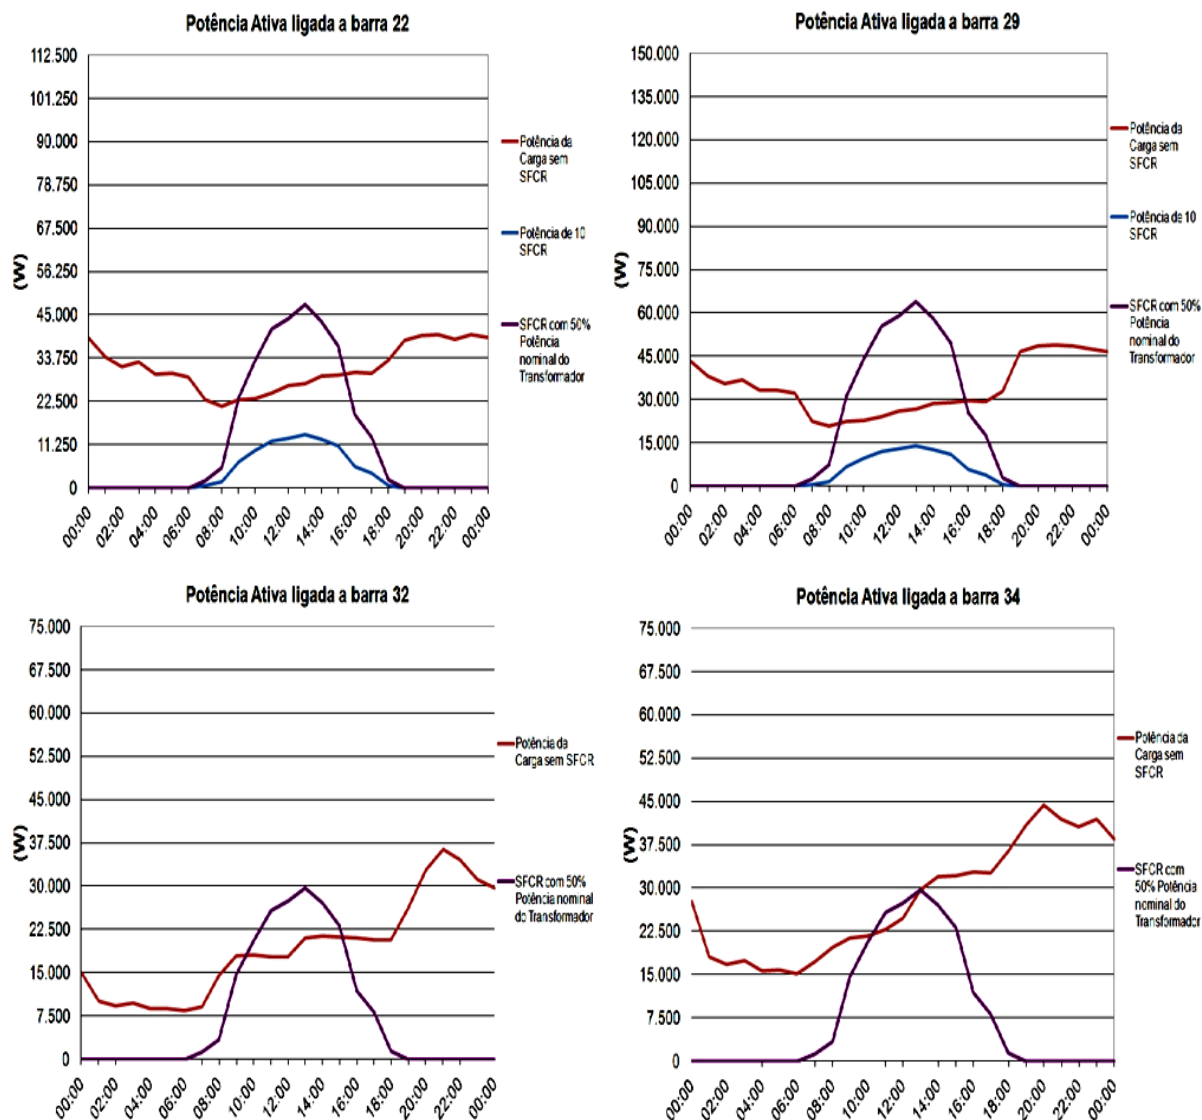 Potência Ativa ligada a barra 22
112.500
101.250
90.000
78.750
67.500
56.250
45.000
33.750
22.500
11.250
0
(W)
00:00
02:00
04:00
06:00
08:00
10:00
12:00
14:00
16:00
18:00
20:00
22:00
00:00
Potência da
Carga sem
SFCR
Potência de 10
SFCR
SFCR com 50%
Potência
nominal do
Transformador
Potência Ativa ligada a barra 29
150.000
135.000
120.000
105.000
90.000
75.000
60.000
45.000
30.000
15.000
0
(W)
00:00
02:00
04:00
06:00
08:00
10:00
12:00
14:00
16:00
18:00
20:00
22:00
00:00
Potência da
Carga sem
SFCR
Potência de 10
SFCR
SFCR com 50%
Potência
nominal do
Transformador
Potência Ativa ligada a barra 32
75.000
67.500
60.000
52.500
45.000
37.500
30.000
22.500
15.000
7.500
0
(W)
00:00
02:00
04:00
06:00
08:00
10:00
12:00
14:00
16:00
18:00
20:00
22:00
00:00
Potência da
Carga sem SFCR
SFCR com 50%
Potência nominal
do Transformador
Potência Ativa ligada a barra 34
75.000
67.500
60.000
52.500
45.000
37.500
30.000
22.500
15.000
7.500
0
(W)
00:00
02:00
04:00
06:00
08:00
10:00
12:00
14:00
16:00
18:00
20:00
22:00
00:00
Potência da
Carga sem
SFCR
SFCR com
50% Potência
nominal do
Transformador